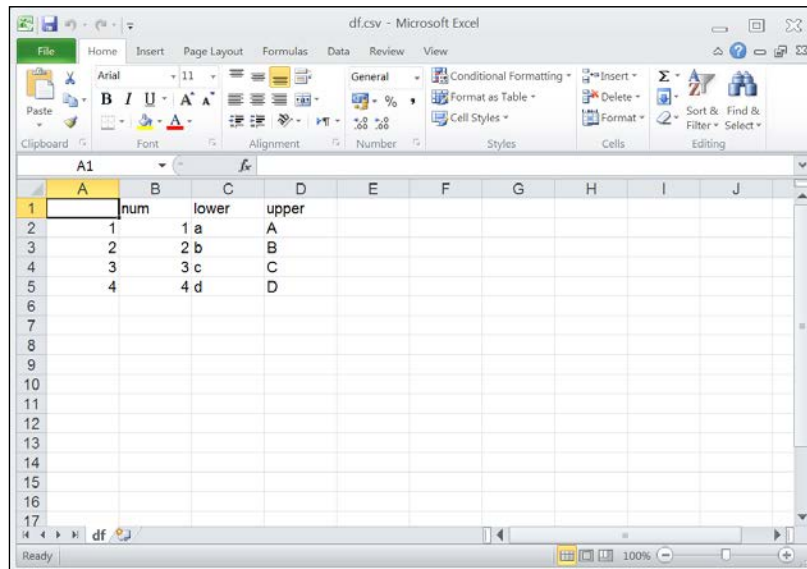 df.csv - Microsoft Excel
File Home Insert Page Layout Formulas Data Review View
Paste
Arial 11
B I U A A
General
% ,
Conditional Formatting
Format as Table
Cell Styles
Insert
Delete
Format
Σ
Sort & Filter
Find & Select
Clipboard Font Alignment Number Styles Cells Editing
A1 fx
A B C D E F G H I J
1 num lower upper
2 1 1 a A
3 2 2 b B
4 3 3 c C
5 4 4 d D
6
7
8
9
10
11
12
13
14
15
16
17
df
Ready 100%